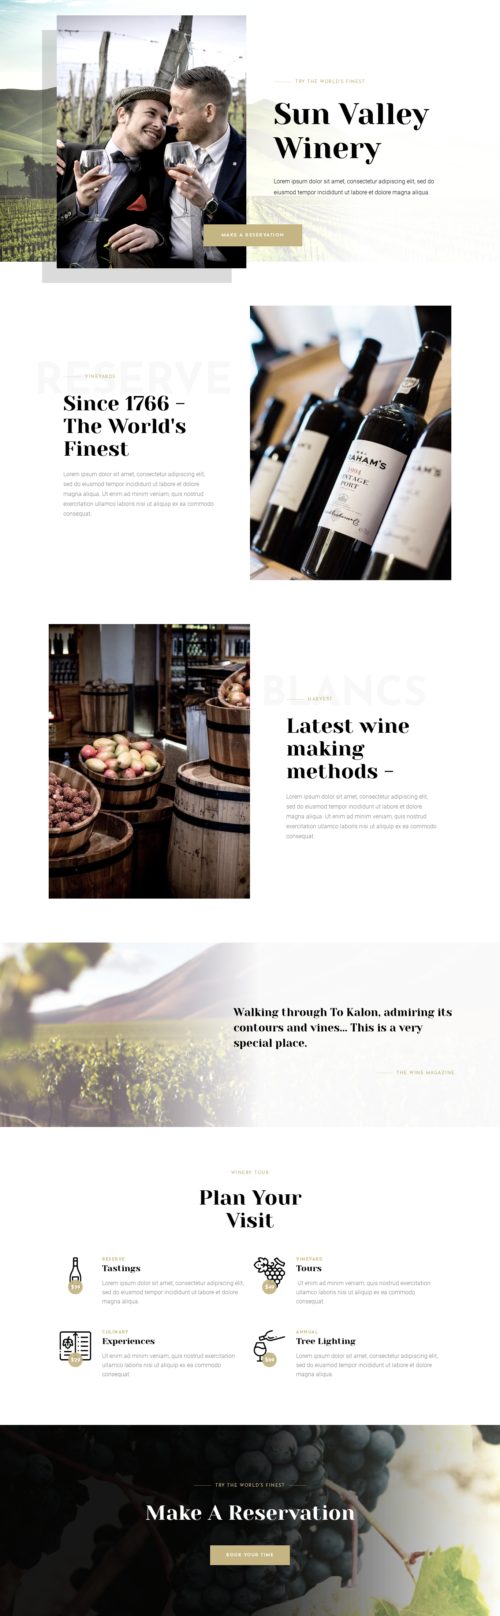 TRY THE WORLD'S FINEST
Sun Valley
Winery
Lorem ipsum dolor sit amet, consectetur adipiscing elit, sed do
eiusmod tempor incididunt ut labore et dolore magna aliqua.
MAKE A RESERVATION
RESERVE
VINEYARDS
Since 1766 –
The World's
Finest
Lorem ipsum dolor sit amet, consectetur adipiscing elit,
sed do eiusmod tempor incididunt ut labore et dolore
magna aliqua. Ut enim ad minim veniam, quis nostrud
exercitation ullamco laboris nisi ut aliquip ex ea commodo
consequat.
AHAM'S
1994
VINTAGE
PORT
BLANCS
HARVEST
Latest wine
making
methods –
Lorem ipsum dolor sit amet, consectetur adipiscing elit,
sed do eiusmod tempor incididunt ut labore et dolore
magna aliqua. Ut enim ad minim veniam, quis nostrud
exercitation ullamco laboris nisi ut aliquip ex ea commodo
consequat.
Walking through To Kalon, admiring its
contours and vines... This is a very
special place.
THE WINE MAGAZINE
WINERY TOUR
Plan Your
Visit
RESERVE
Tastings
Lorem ipsum dolor sit amet, consectetur adipiscing elit,
sed do eiusmod tempor incididunt ut labore et dolore
magna aliqua.
VINEYARD
Tours
Ut enim ad minim veniam, quis nostrud exercitation
ullamco laboris nisi ut aliquip ex ea commodo
consequat.
CULINARY
Experiences
$29
Ut enim ad minim veniam, quis nostrud exercitation
ullamco laboris nisi ut aliquip ex ea commodo
consequat.
ANNUAL
Tree Lighting
Lorem ipsum dolor sit amet, consectetur adipiscing elit,
sed do eiusmod tempor incididunt ut labore et dolore
magna aliqua.
TRY THE WORLD'S FINEST
Make A Reservation
BOOK YOUR TIME